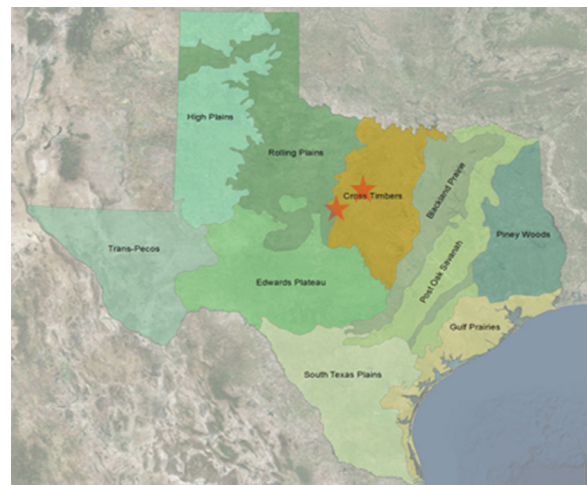 High Plains
Rolling Plains
Cross Timbers
Blackland Prairie
Piney Woods
Trans-Pecos
Post Oak Savanah
Edwards Plateau
Gulf Prairies
South Texas Plains